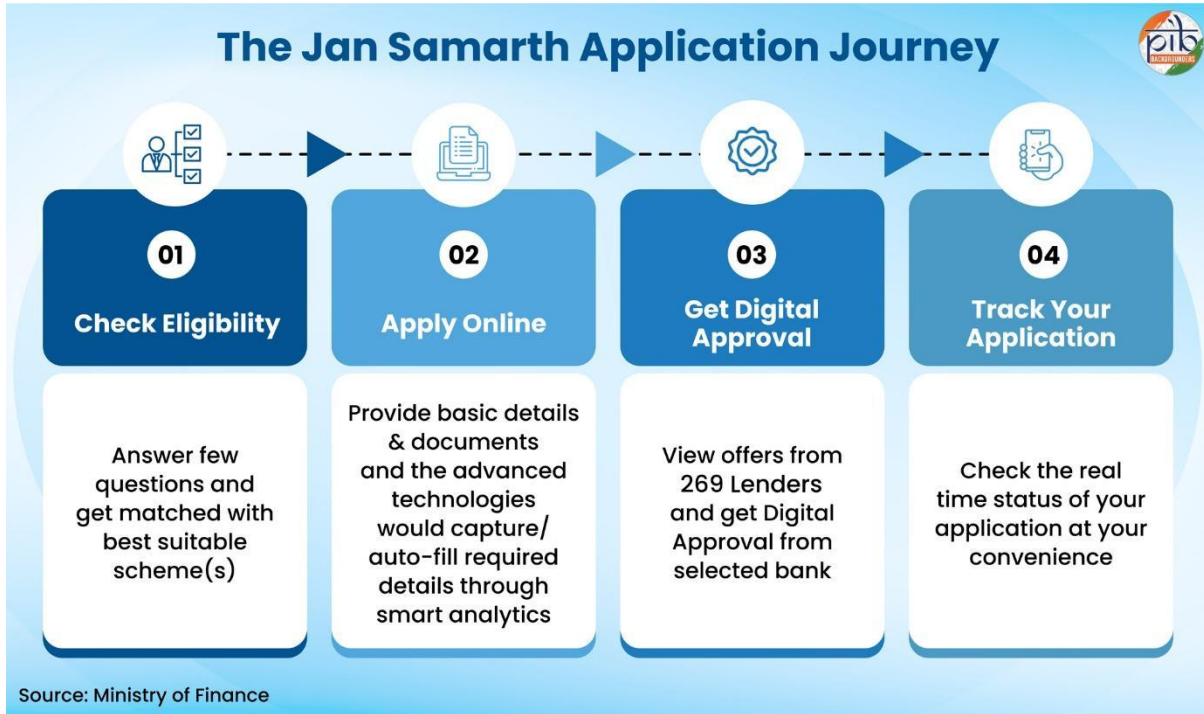 The Jan Samarth Application Journey
pib
BACKGROUNDERS
01
Check Eligibility
Answer few
questions and
get matched with
best suitable
scheme(s)
02
Apply Online
Provide basic details
& documents
and the advanced
technologies
would capture/
auto-fill required
details through
smart analytics
03
Get Digital
Approval
View offers from
269 Lenders
and get Digital
Approval from
selected bank
04
Track Your
Application
Check the real
time status of your
application at your
convenience
Source: Ministry of Finance